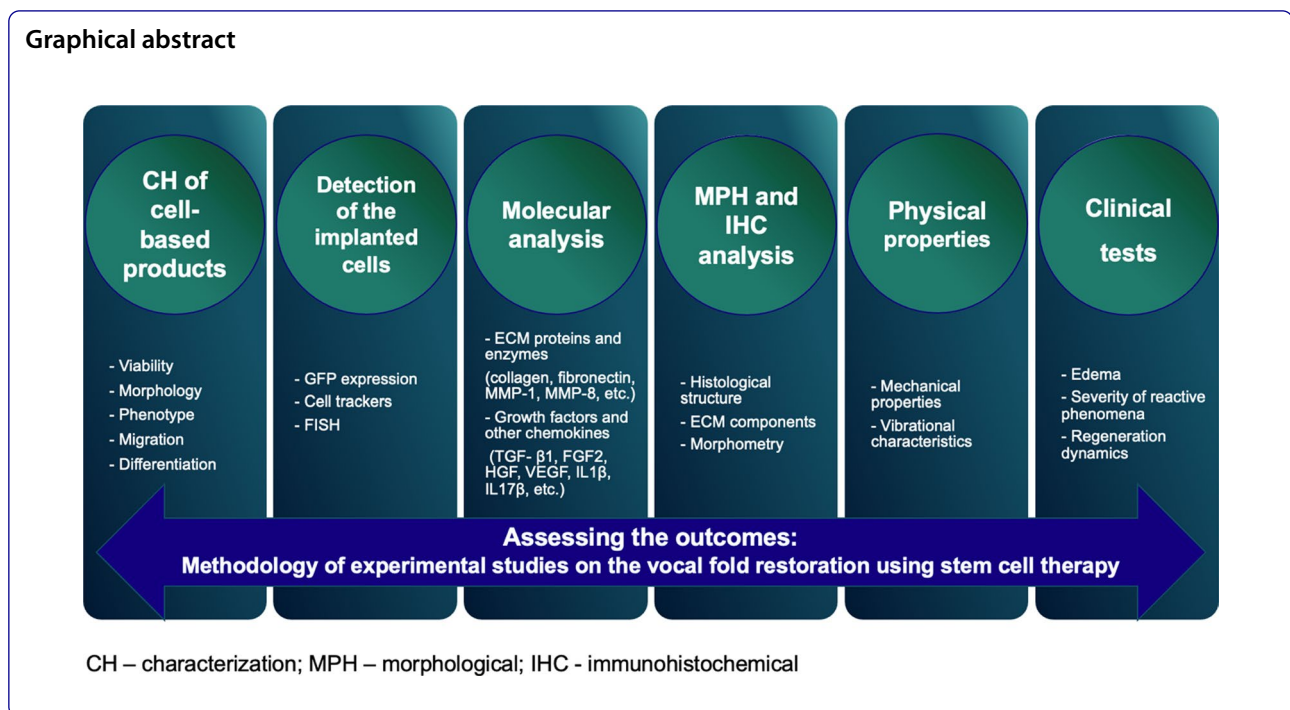 Graphical abstract
CH of
cell-
based
products
- Viability
- Morphology
- Phenotype
- Migration
- Differentiation
Detection
of the
implanted
cells
- GFP expression
- Cell trackers
- FISH
Molecular
analysis
- ECM proteins and
enzymes
(collagen, fibronectin,
MMP-1, MMP-8, etc.)
- Growth factors and
other chemokines
(TGF- β1, FGF2,
HGF, VEGF, IL1β,
IL17β, etc.)
MPH and
IHC
analysis
- Histological
structure
- ECM components
- Morphometry
Physical
properties
- Mechanical
properties
- Vibrational
characteristics
Clinical
tests
- Edema
- Severity of reactive
phenomena
- Regeneration
dynamics
Assessing the outcomes:
Methodology of experimental studies on the vocal fold restoration using stem cell therapy
CH – characterization; MPH – morphological; IHC - immunohistochemical